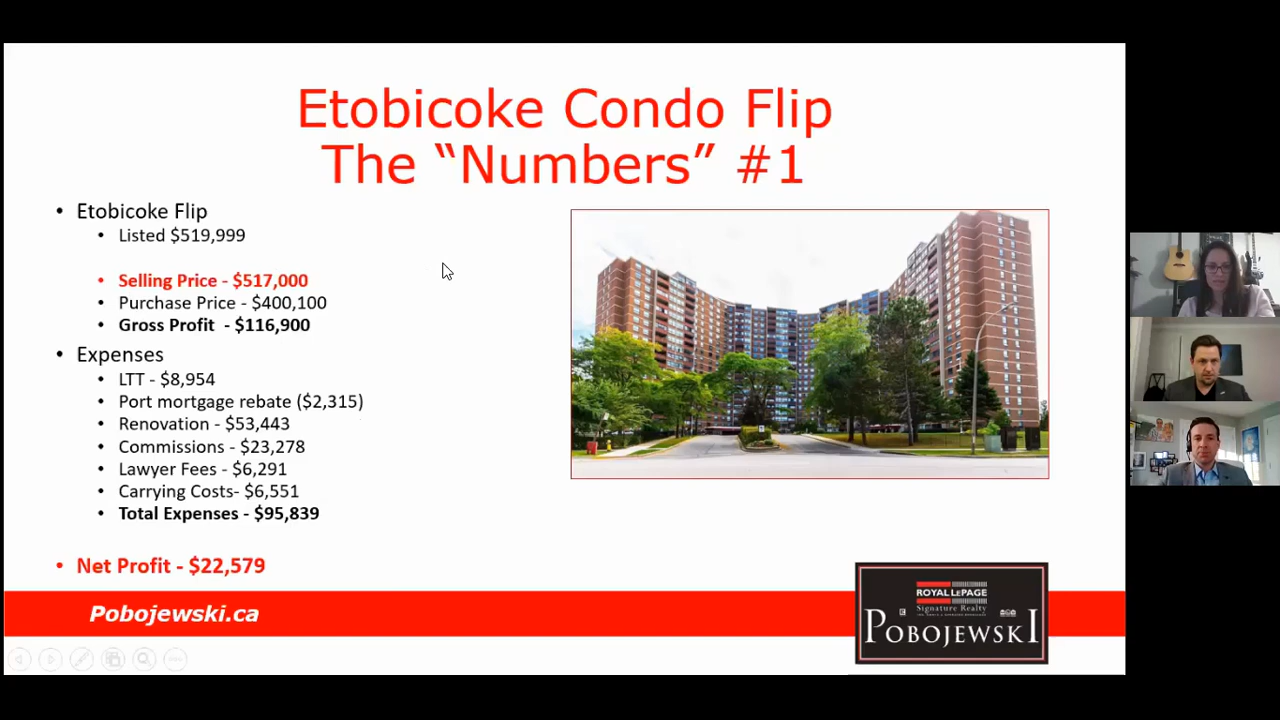 Etobicoke Condo Flip
The “Numbers” #1
• Etobicoke Flip
• Listed $519,999
• Selling Price - $517,000
• Purchase Price - $400,100
• Gross Profit - $116,900
• Expenses
• LTT - $8,954
• Port mortgage rebate ($2,315)
• Renovation - $53,443
• Commissions - $23,278
• Lawyer Fees - $6,291
• Carrying Costs- $6,551
• Total Expenses - $95,839
• Net Profit - $22,579
Pobojewski.ca
ROYAL LEPAGE
Signature Realty
POBOJEWSKI